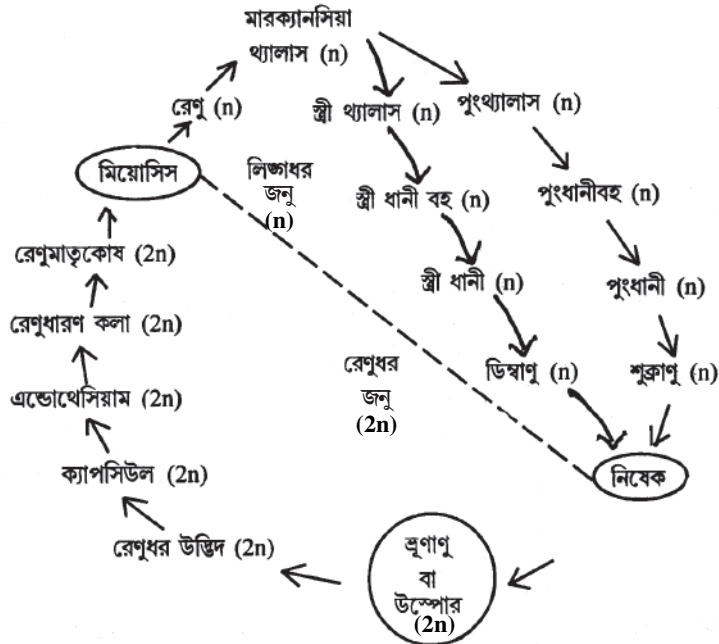 মারক্যানসিয়া
থ্যালাস (n)
রেণু (n)
স্ত্রী থ্যালাস (n)
পুংথ্যালাস (n)
মিয়োসিস
লিঙ্গধর
জনু
(n)
স্ত্রী ধানী বহ (n)
পুংধানীবহ (n)
রেণুমাতৃকোষ (2n)
স্ত্রী ধানী (n)
পুংধানী (n)
রেণুধারণ কলা (2n)
রেণুধর
জনু
(2n)
ডিম্বাণু (n)
শুক্রাণু (n)
এন্ডোথেসিয়াম (2n)
ক্যাপসিউল (2n)
নিষেক
রেণুধর উদ্ভিদ (2n)
ভ্রূণাণু
বা
উস্পোর
(2n)